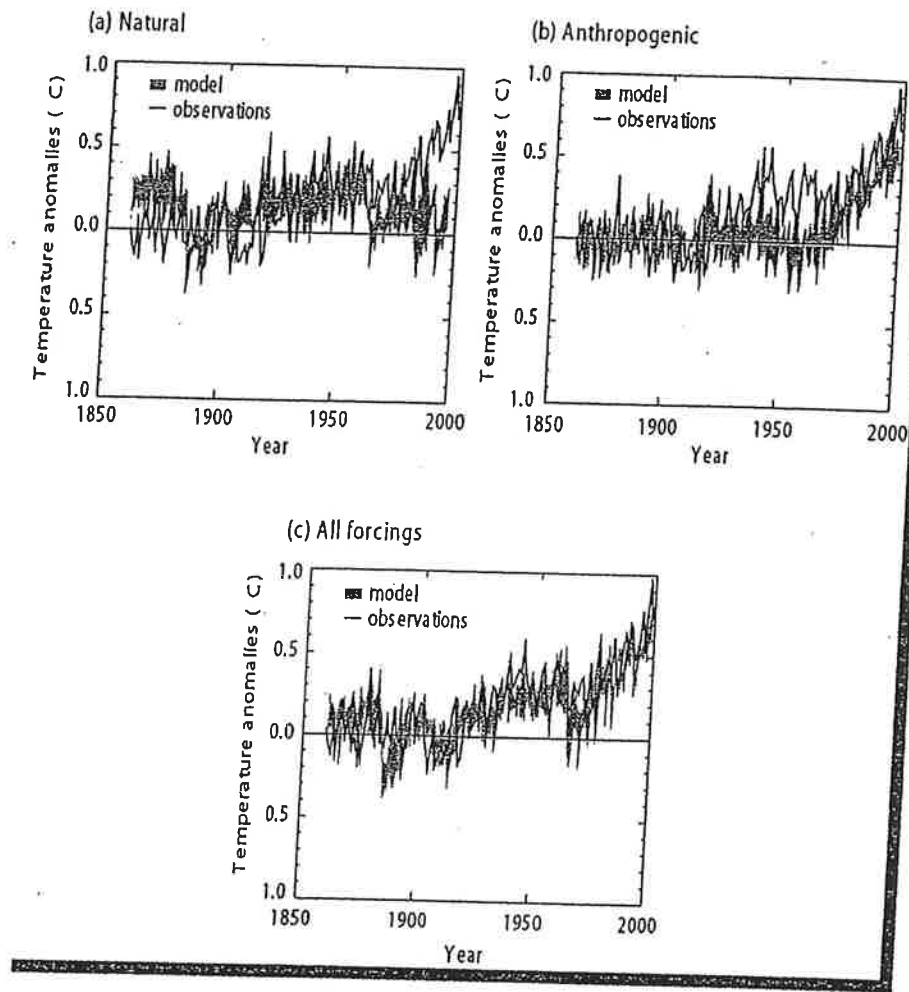 (a) Natural
1.0
0.5
0.0
0.5
1.0
Temperature anomalles ( C)
model
observations
1850
1900
1950
2000
Year
(b) Anthropogenic
1.0
0.5
0.0
0.5
1.0
Temperature anomalies ( C)
model
observations
1850
1900
1950
2000
Year
(c) All forcings
1.0
0.5
0.0
0.5
1.0
Temperature anomalies ( C)
model
observations
1850
1900
1950
2000
Year